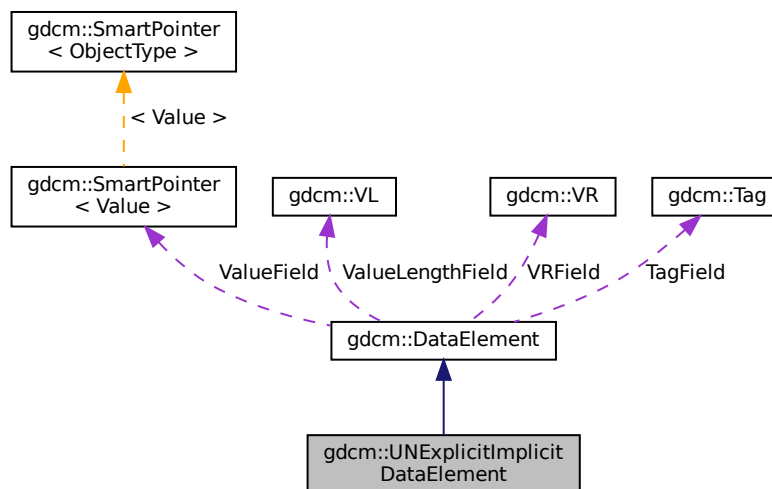 gdcm::SmartPointer
< ObjectType >
< Value >
gdcm::SmartPointer
< Value >
gdcm::VL
gdcm::VR
gdcm::Tag
ValueField
ValueLengthField
VRField
TagField
gdcm::DataElement
gdcm::UNExplicitImplicit
DataElement